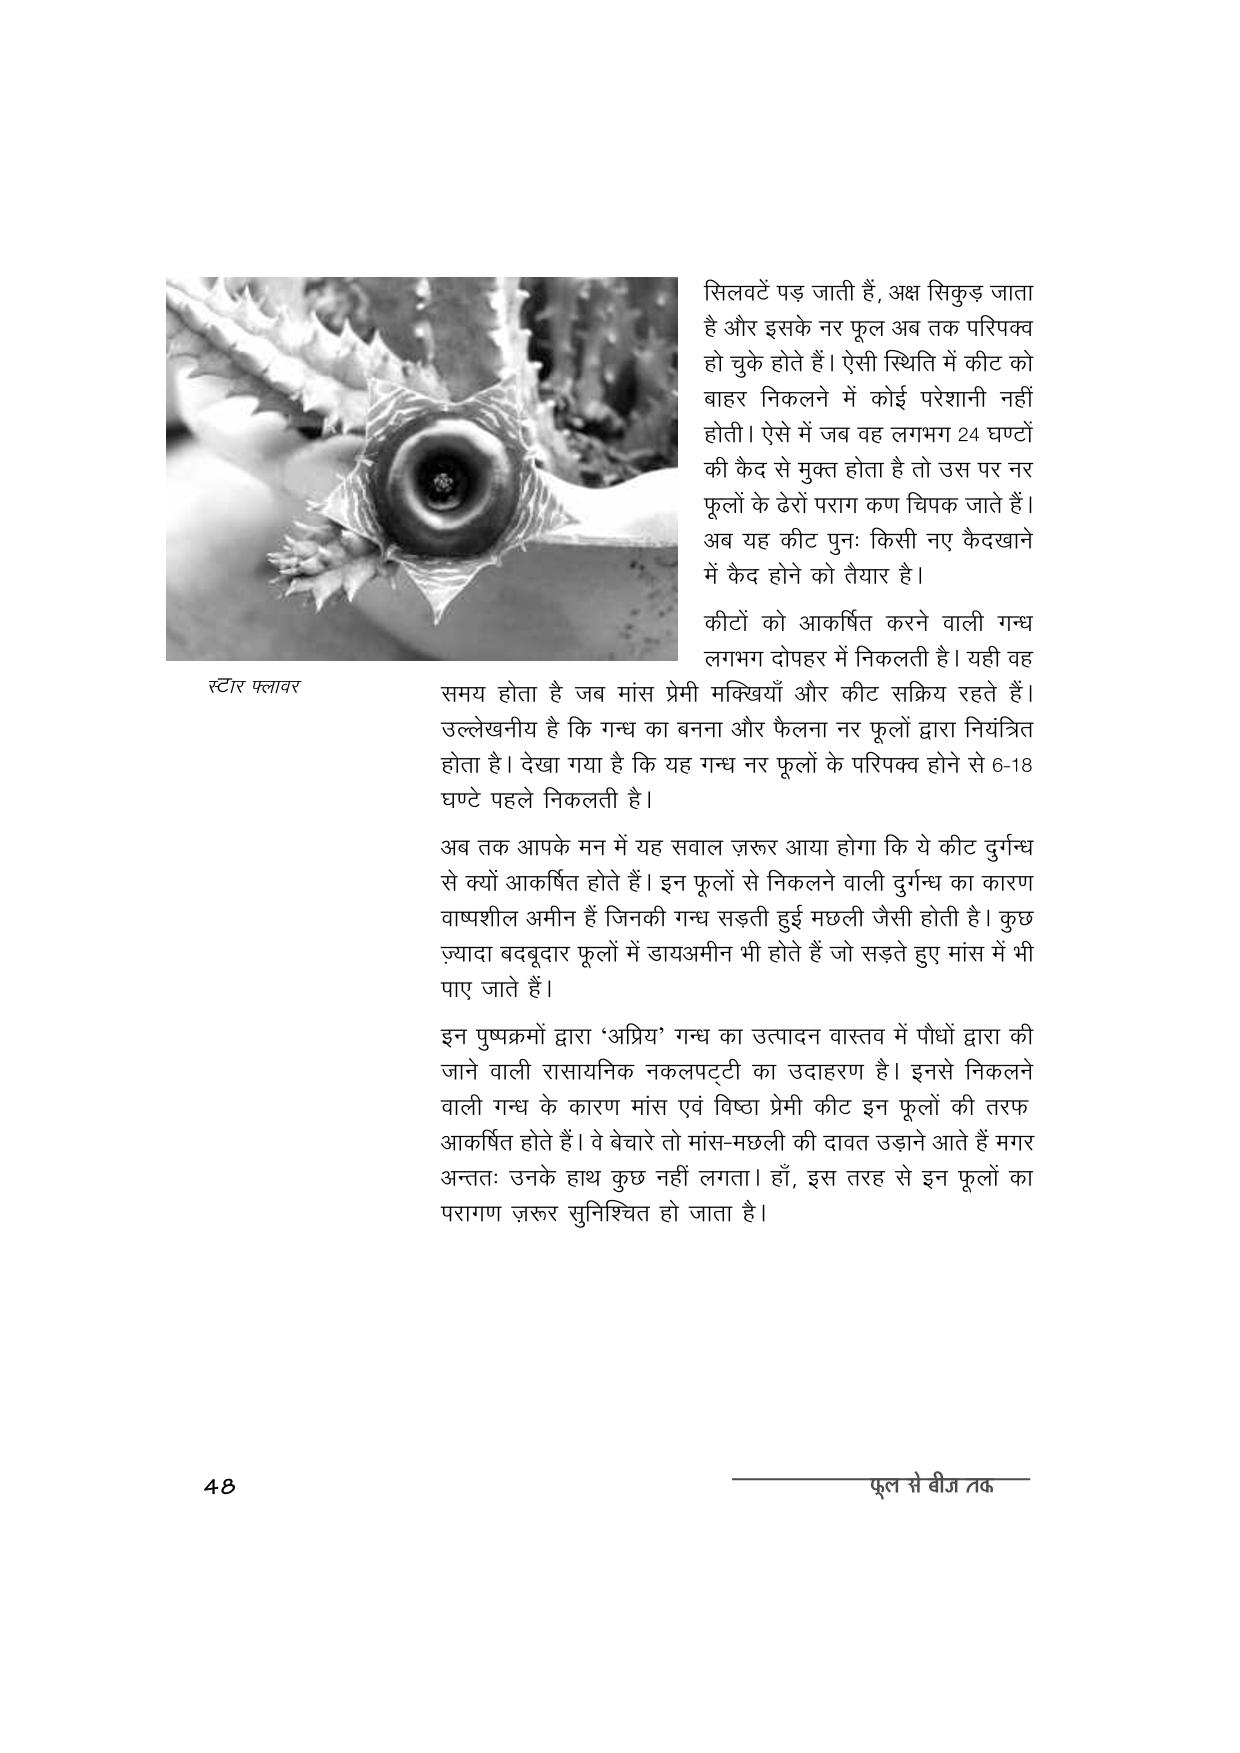 सिलवटें पड़ जाती हैं, अक्ष सिकुड़ जाता
है और इसके नर फूल अब तक परिपक्व
हो चुके होते हैं। ऐसी स्थिति में कीट को
बाहर निकलने में कोई परेशानी नहीं
होती। ऐसे में जब वह लगभग 24 घण्टों
की कैद से मुक्त होता है तो उस पर नर
फूलों के ढेरों पराग कण चिपक जाते हैं।
अब यह कीट पुनः किसी नए कैदखाने
में कैद होने को तैयार है।
कीटों को आकर्षित करने वाली गन्ध
लगभग दोपहर में निकलती है। यही वह
स्टार फ्लावर
समय होता है जब मांस प्रेमी मक्खियाँ और कीट सक्रिय रहते हैं।
उल्लेखनीय है कि गन्ध का बनना और फैलना नर फूलों द्वारा नियंत्रित
होता है। देखा गया है कि यह गन्ध नर फूलों के परिपक्व होने से 6-18
घण्टे पहले निकलती है।
अब तक आपके मन में यह सवाल ज़रूर आया होगा कि ये कीट दुर्गन्ध
से क्यों आकर्षित होते हैं। इन फूलों से निकलने वाली दुर्गन्ध का कारण
वाष्पशील अमीन हैं जिनकी गन्ध सड़ती हुई मछली जैसी होती है। कुछ
ज़्यादा बदबूदार फूलों में डायअमीन भी होते हैं जो सड़ते हुए मांस में भी
पाए जाते हैं।
इन पुष्पक्रमों द्वारा ‘अप्रिय’ गन्ध का उत्पादन वास्तव में पौधों द्वारा की
जाने वाली रासायनिक नकलपट्टी का उदाहरण है। इनसे निकलने
वाली गन्ध के कारण मांस एवं विष्ठा प्रेमी कीट इन फूलों की तरफ
आकर्षित होते हैं। वे बेचारे तो मांस-मछली की दावत उड़ाने आते हैं मगर
अन्ततः उनके हाथ कुछ नहीं लगता। हाँ, इस तरह से इन फूलों का
परागण ज़रूर सुनिश्चित हो जाता है।
48
फूल से बीज तक